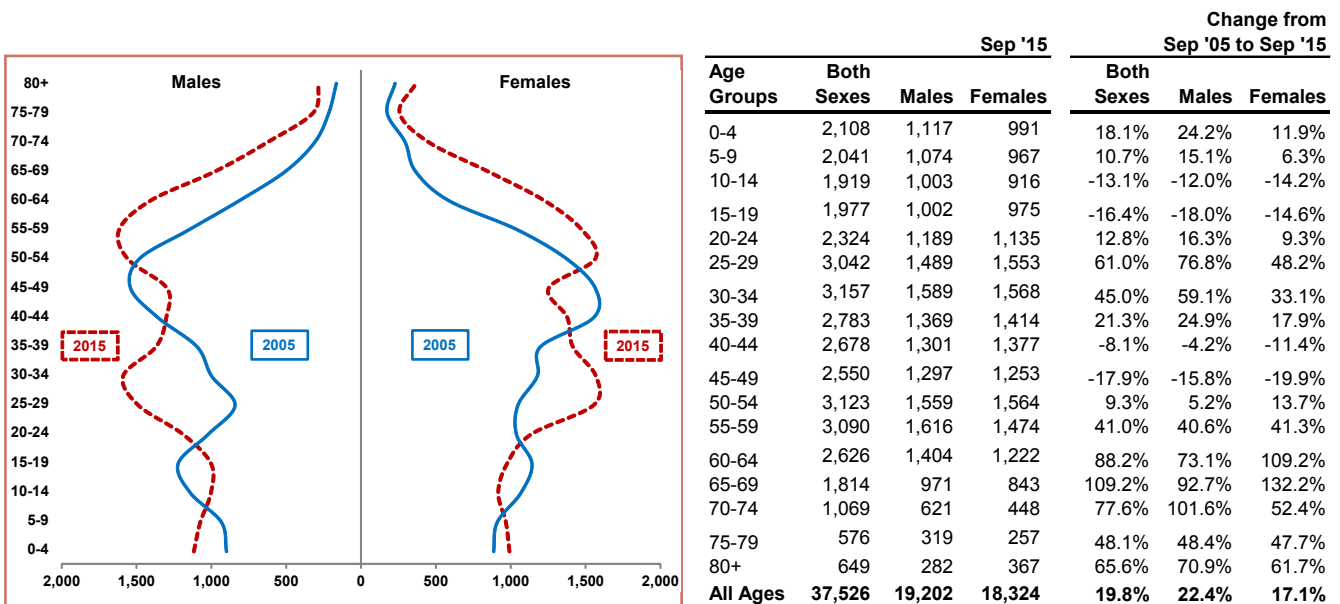 Males Females
80+
75-79
70-74
65-69
60-64
55-59
50-54
45-49
40-44
35-39
30-34
25-29
20-24
15-19
10-14
5-9
0-4
2015 2005 2005 2015
2,000 1,500 1,000 500 0 500 1,000 1,500 2,000
Change from
Sep '15 Sep '05 to Sep '15
Age Both Both
Groups Sexes Males Females Sexes Males Females
0-4 2,108 1,117 991 18.1% 24.2% 11.9%
5-9 2,041 1,074 967 10.7% 15.1% 6.3%
10-14 1,919 1,003 916 -13.1% -12.0% -14.2%
15-19 1,977 1,002 975 -16.4% -18.0% -14.6%
20-24 2,324 1,189 1,135 12.8% 16.3% 9.3%
25-29 3,042 1,489 1,553 61.0% 76.8% 48.2%
30-34 3,157 1,589 1,568 45.0% 59.1% 33.1%
35-39 2,783 1,369 1,414 21.3% 24.9% 17.9%
40-44 2,678 1,301 1,377 -8.1% -4.2% -11.4%
45-49 2,550 1,297 1,253 -17.9% -15.8% -19.9%
50-54 3,123 1,559 1,564 9.3% 5.2% 13.7%
55-59 3,090 1,616 1,474 41.0% 40.6% 41.3%
60-64 2,626 1,404 1,222 88.2% 73.1% 109.2%
65-69 1,814 971 843 109.2% 92.7% 132.2%
70-74 1,069 621 448 77.6% 101.6% 52.4%
75-79 576 319 257 48.1% 48.4% 47.7%
80+ 649 282 367 65.6% 70.9% 61.7%
All Ages 37,526 19,202 18,324 19.8% 22.4% 17.1%